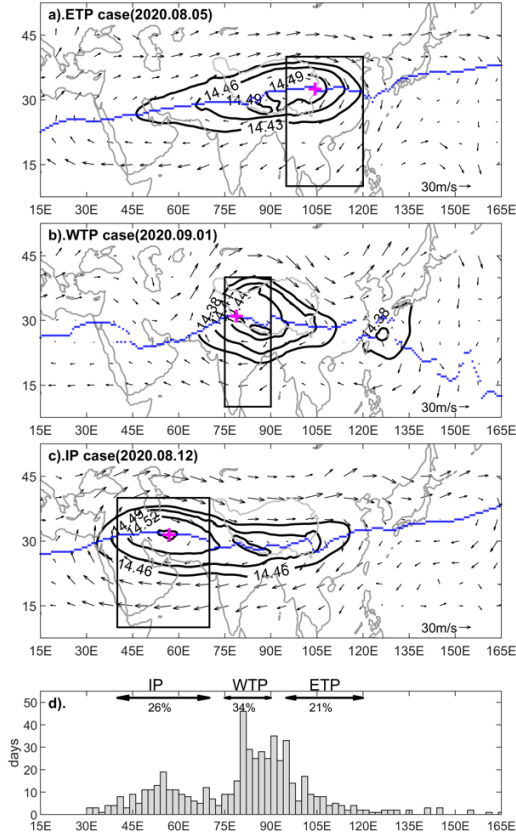 a).ETP case(2020.08.05)
45
30
15
14.46
14.49
14.49
14.43
30m/s
15E 30E 45E 60E 75E 90E 105E 120E 135E 150E 165E
b).WTP case(2020.09.01)
45
30
15
14.38
14.44
14.38
30m/s
15E 30E 45E 60E 75E 90E 105E 120E 135E 150E 165E
c).IP case(2020.08.12)
45
30
15
14.49
14.52
14.46
14.46
30m/s
15E 30E 45E 60E 75E 90E 105E 120E 135E 150E 165E
IP WTP ETP
d).
26% 34% 21%
days
50
40
30
20
10
0
15E 30E 45E 60E 75E 90E 105E 120E 135E 150E 165E